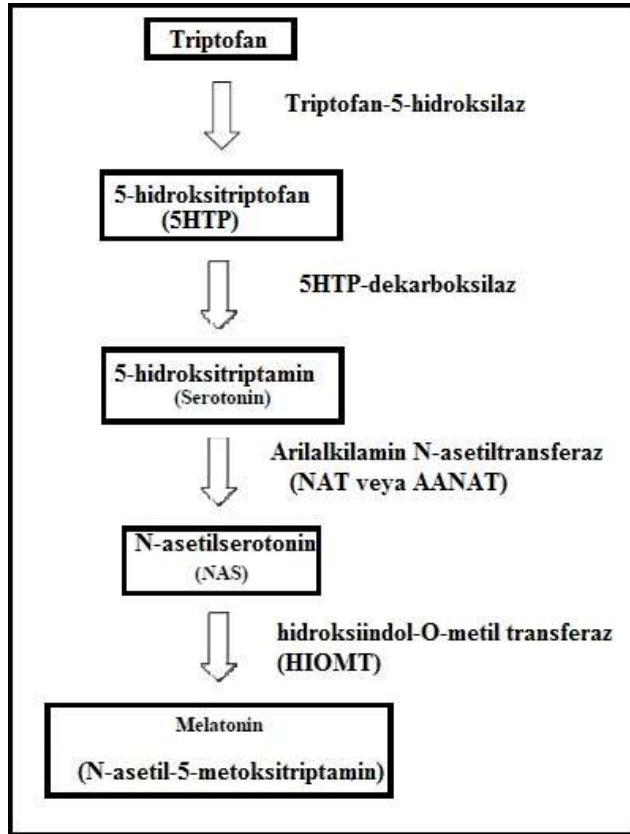 Triptofan
Triptofan-5-hidroksilaz
5-hidroksitriptofan
(5HTP)
5HTP-dekarboksilaz
5-hidroksitriptamin
(Serotonin)
Arilalkilamin N-asetiltransferaz
(NAT veya AANAT)
N-asetilserotonin
(NAS)
hidroksiindol-O-metil transferaz
(HIOMT)
Melatonin
(N-asetil-5-metoksitriptamin)